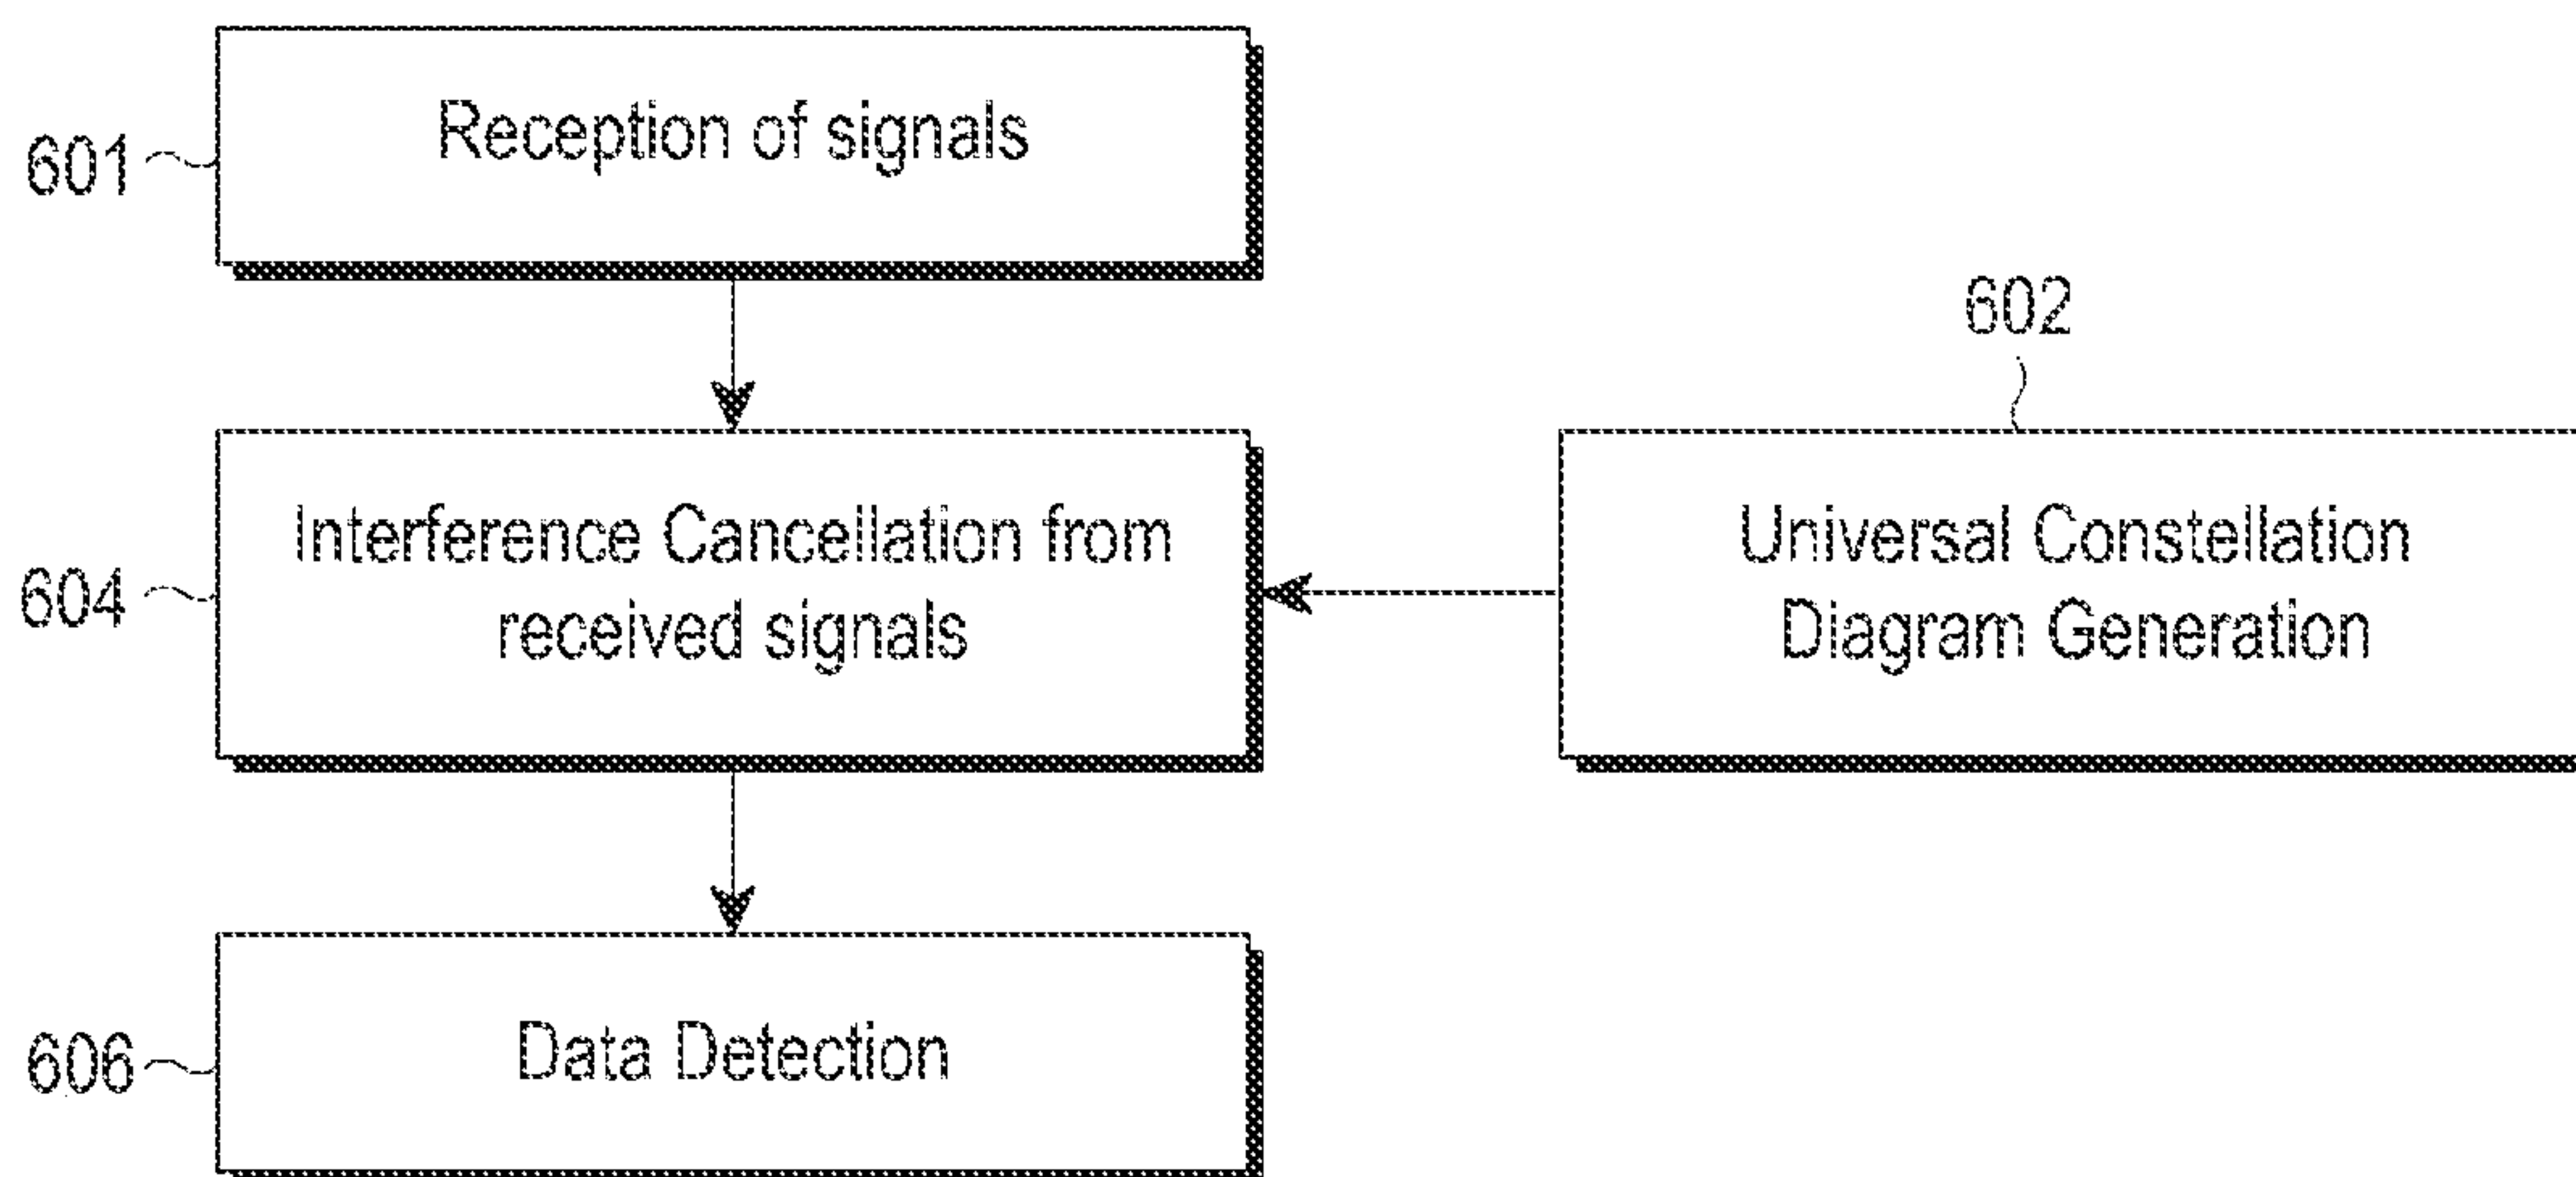 Reception of signals
601
602
Interference Cancellation from
received signals
604
Universal Constellation
Diagram Generation
Data Detection
606